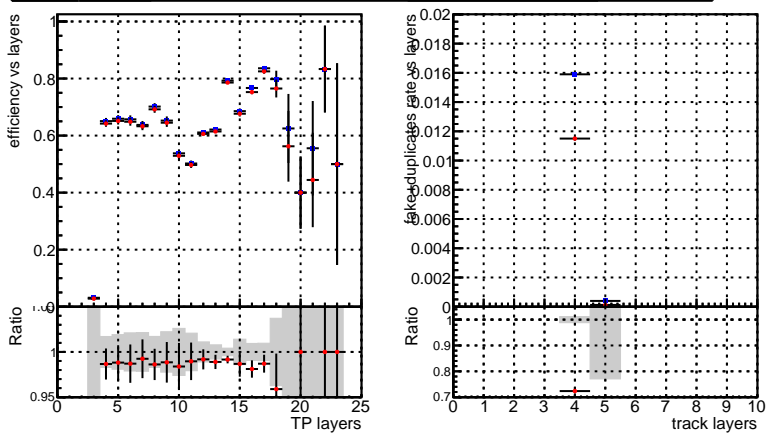 efficiency vs layers
1
0.8
0.6
0.4
0.2
0
Ratio
1
0.95
0 5 10 15 20 25
TP layers
fake+duplicates rate vs layers
0.02
0.018
0.016
0.014
0.012
0.01
0.008
0.006
0.004
0.002
0
Ratio
1
0.9
0.8
0.7
0 1 2 3 4 5 6 7 8 9 10
track layers